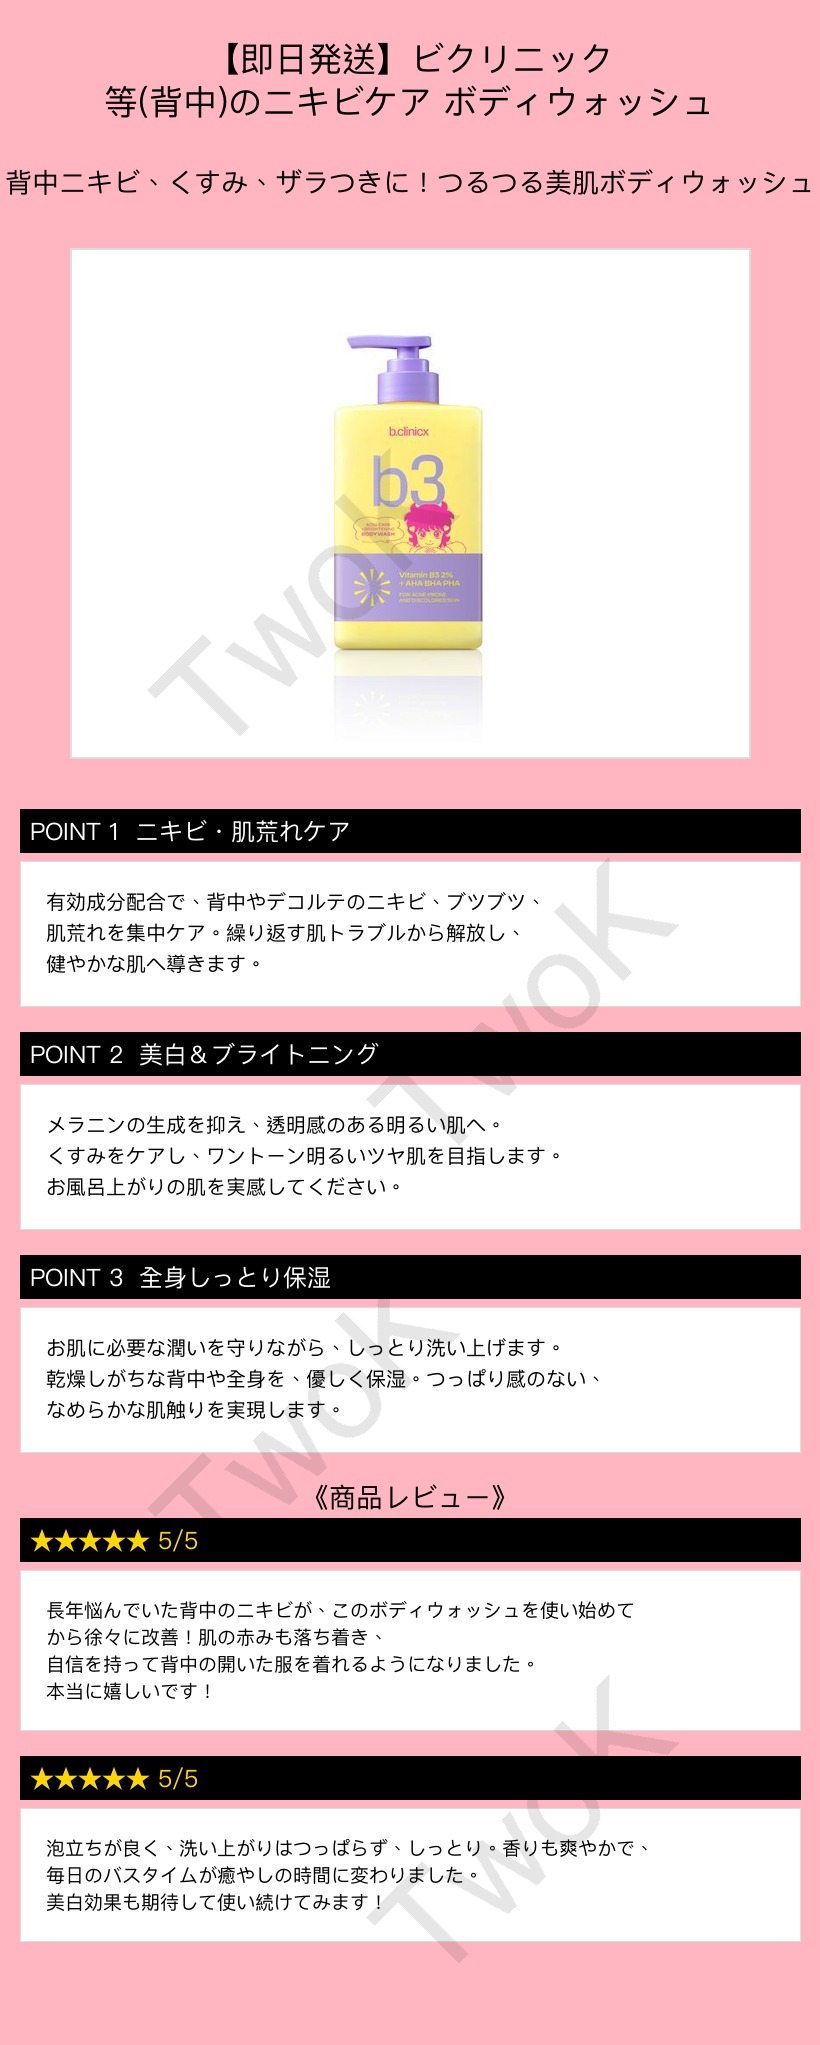 【即日発送】ビクリニック
等(背中)のニキビケア ボディウォッシュ
背中ニキビ、くすみ、ザラつきに！つるつる美肌ボディウォッシュ
b.clinicx
b3
ACNE CARE
+ BRIGHTENING
BODY WASH
Vitamin B3 2%
+ AHA BHA PHA
FOR ACNE-PRONE
AND DISCOLORED SKIN
TwoK
POINT 1 ニキビ・肌荒れケア
有効成分配合で、背中やデコルテのニキビ、ブツブツ、
肌荒れを集中ケア。繰り返す肌トラブルから解放し、
健やかな肌へ導きます。
TwoK
POINT 2 美白＆ブライトニング
メラニンの生成を抑え、透明感のある明るい肌へ。
くすみをケアし、ワントーン明るいツヤ肌を目指します。
お風呂上がりの肌を実感してください。
POINT 3 全身しっとり保湿
お肌に必要な潤いを守りながら、しっとり洗い上げます。
乾燥しがちな背中や全身を、優しく保湿。つっぱり感のない、
なめらかな肌触りを実現します。
TwoK
《商品レビュー》
★★★★★ 5/5
長年悩んでいた背中のニキビが、このボディウォッシュを使い始めて
から徐々に改善！肌の赤みも落ち着き、
自信を持って背中の開いた服を着れるようになりました。
本当に嬉しいです！
★★★★★ 5/5
泡立ちが良く、洗い上がりはつっぱらず、しっとり。香りも爽やかで、
毎日のバスタイムが癒やしの時間に変わりました。
美白効果も期待して使い続けてみます！
TwoK